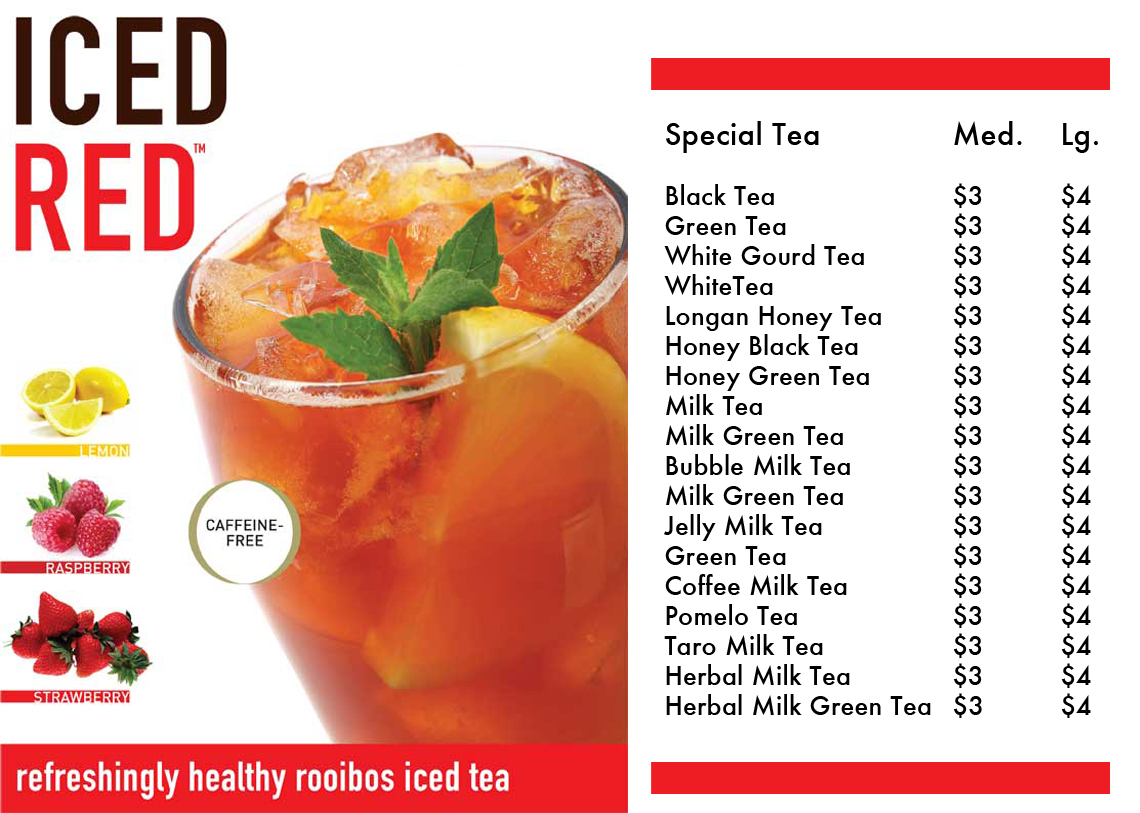 ICED
RED™
LEMON
RASPBERRY
STRAWBERRY
CAFFEINE-
FREE
refreshingly healthy rooibos iced tea
Special Tea Med. Lg.
Black Tea $3 $4
Green Tea $3 $4
White Gourd Tea $3 $4
WhiteTea $3 $4
Longan Honey Tea $3 $4
Honey Black Tea $3 $4
Honey Green Tea $3 $4
Milk Tea $3 $4
Milk Green Tea $3 $4
Bubble Milk Tea $3 $4
Milk Green Tea $3 $4
Jelly Milk Tea $3 $4
Green Tea $3 $4
Coffee Milk Tea $3 $4
Pomelo Tea $3 $4
Taro Milk Tea $3 $4
Herbal Milk Tea $3 $4
Herbal Milk Green Tea $3 $4